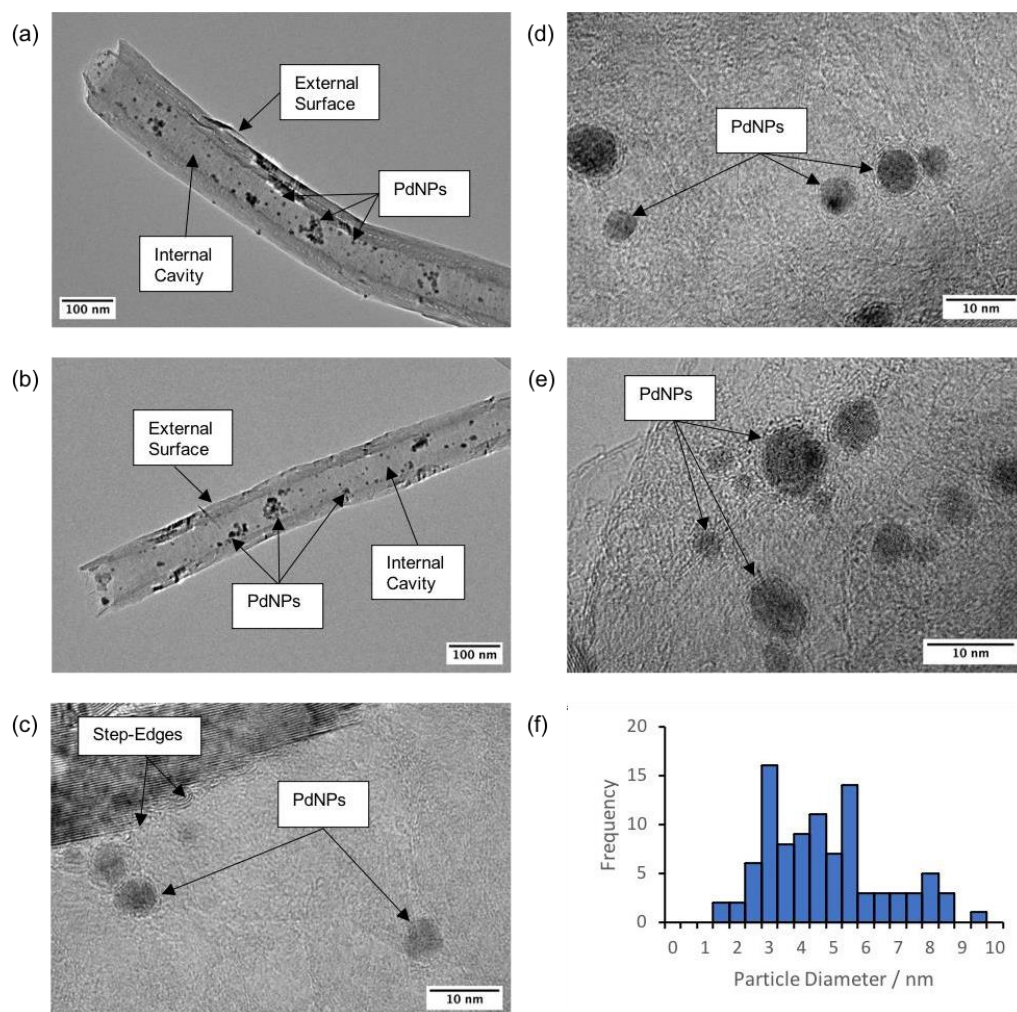 (a)
External
Surface
PdNPs
Internal
Cavity
100 nm
(b)
External
Surface
PdNPs
Internal
Cavity
100 nm
(c)
Step-Edges
PdNPs
10 nm
(d)
PdNPs
10 nm
(e)
PdNPs
10 nm
(f)
20
15
10
5
0
Frequency
0 1 2 3 4 5 6 7 8 9 10
Particle Diameter / nm